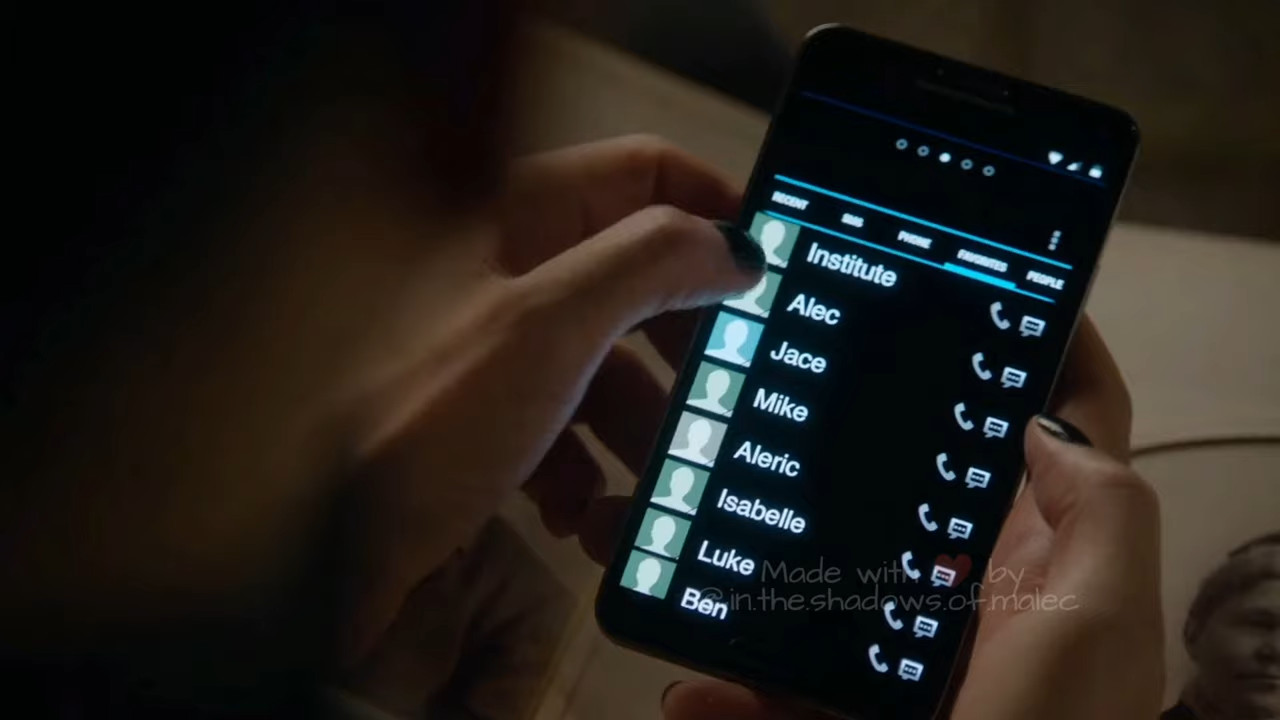 RECENT SMS PHONE FAVORITES PEOPLE
Institute
Alec
Jace
Mike
Aleric
Isabelle
Luke
Ben
Made with ❤ by
@in.the.shadows.of.malec